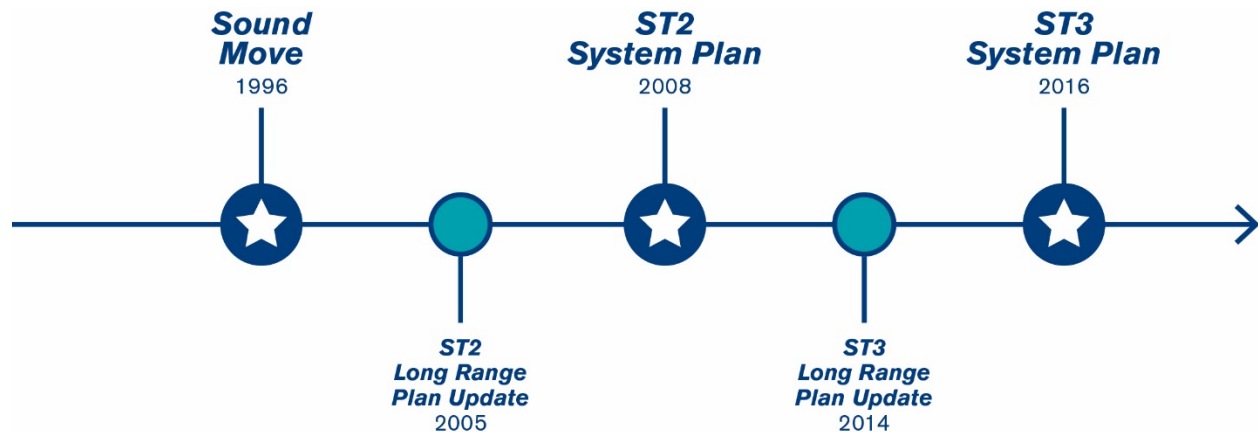 Sound
Move
1996
ST2
System Plan
2008
ST3
System Plan
2016
ST2
Long Range
Plan Update
2005
ST3
Long Range
Plan Update
2014